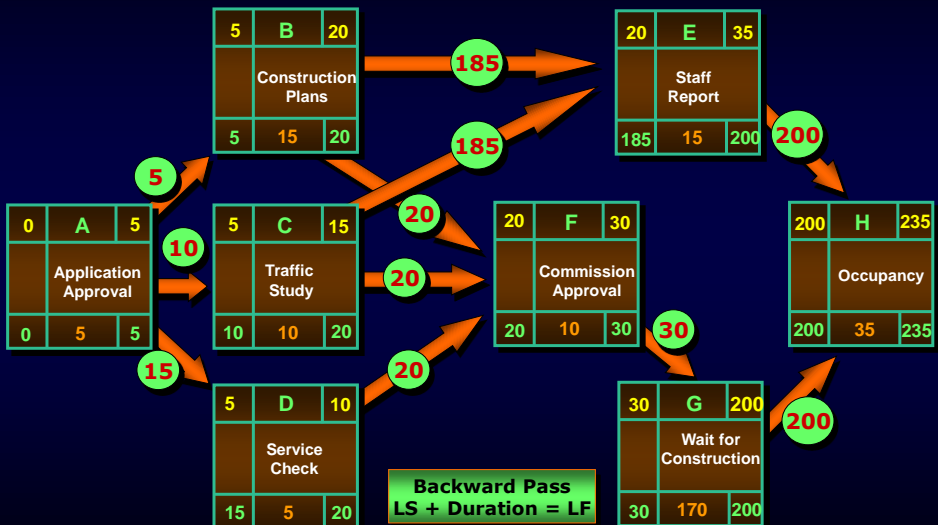 5 B 20
Construction
Plans
5 15 20
20 E 35
Staff
Report
185 15 200
185
185
5
20
200
0 A 5
Application
Approval
0 5 5
10
5 C 15
Traffic
Study
10 10 20
20
20 F 30
Commission
Approval
20 10 30
200 H 235
Occupancy
200 35 235
15
20
30
5 D 10
Service
Check
15 5 20
30 G 200
Wait for
Construction
30 170 200
200
Backward Pass
LS + Duration = LF